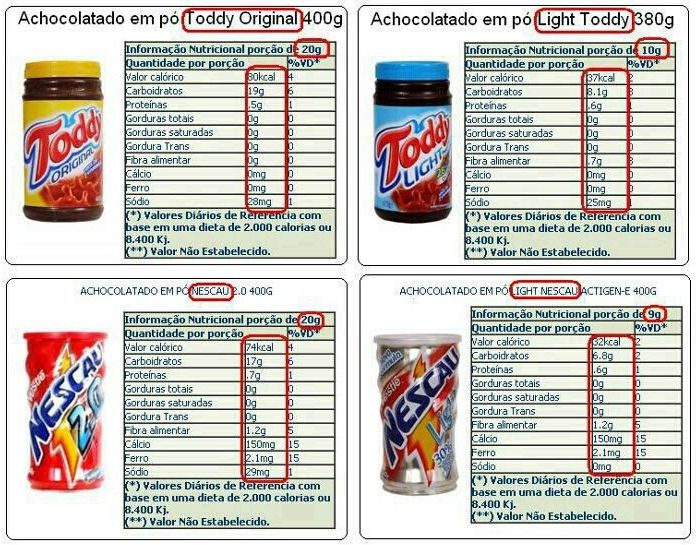 Achocolatado em pó Toddy Original 400g
Toddy
ORIGINAL
Informação Nutricional porção de 20g
Quantidade por porção %VD*
Valor calórico 80kcal 4
Carboidratos 19g 6
Proteínas .5g 1
Gorduras totais 0g 0
Gorduras saturadas 0g 0
Gordura Trans 0g 0
Fibra alimentar 0g 0
Cálcio 0mg 0
Ferro 0mg 0
Sódio 28mg 1
(*) Valores Diários de Referência com
base em uma dieta de 2.000 calorias ou
8.400 Kj.
(**) Valor Não Estabelecido.
Achocolatado em pó Light Toddy 380g
Toddy
LIGHT
Informação Nutricional porção de 10g
Quantidade por porção %VD*
Valor calórico 37kcal 2
Carboidratos 8.1g 3
Proteínas .6g 1
Gorduras totais 0g 0
Gorduras saturadas 0g 0
Gordura Trans 0g 0
Fibra alimentar .7g 3
Cálcio 0mg 0
Ferro 0mg 0
Sódio 25mg 1
(*) Valores Diários de Referência com
base em uma dieta de 2.000 calorias ou
8.400 Kj.
(**) Valor Não Estabelecido.
ACHOCOLATADO EM PÓ NESCAU 2.0 400G
Nestlé
NESCAU
2.0
Informação Nutricional porção de 20g
Quantidade por porção %VD*
Valor calórico 74kcal 4
Carboidratos 17g 6
Proteínas .7g 1
Gorduras totais 0g 0
Gorduras saturadas 0g 0
Gordura Trans 0g 0
Fibra alimentar 1.2g 5
Cálcio 150mg 15
Ferro 2.1mg 15
Sódio 29mg 1
(*) Valores Diários de Referência com
base em uma dieta de 2.000 calorias ou
8.400 Kj.
(**) Valor Não Estabelecido.
ACHOCOLATADO EM PÓ LIGHT NESCAU ACTIGEN-E 400G
Nestlé
NESCAU
Light
30%
Informação Nutricional porção de 9g
Quantidade por porção %VD*
Valor calórico 32kcal 2
Carboidratos 6.8g 2
Proteínas .6g 1
Gorduras totais 0g 0
Gorduras saturadas 0g 0
Gordura Trans 0g 0
Fibra alimentar 1.2g 5
Cálcio 150mg 15
Ferro 2.1mg 15
Sódio 0mg 0
(*) Valores Diários de Referência com
base em uma dieta de 2.000 calorias ou
8.400 Kj.
(**) Valor Não Estabelecido.